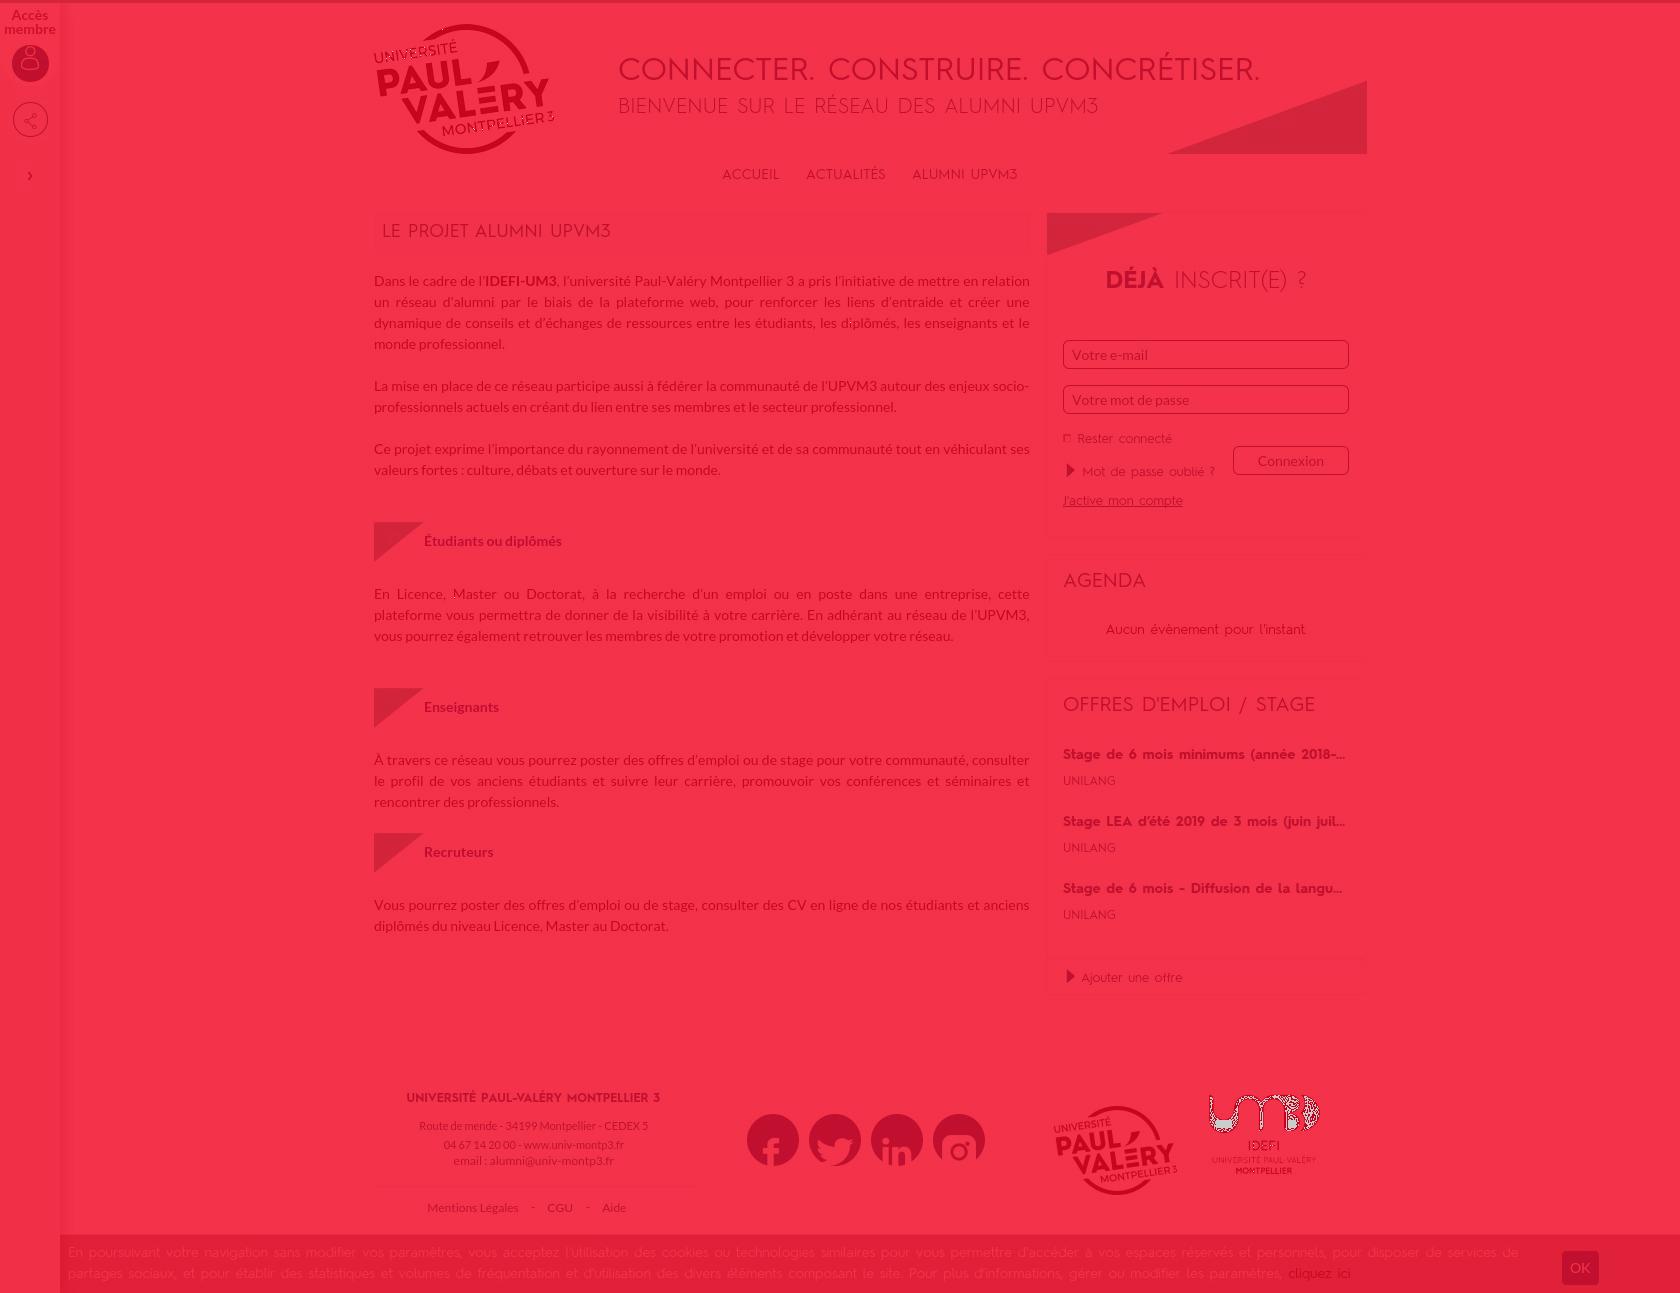 Accès
membre
UNIVERSITÉ
PAUL
VALÉRY
MONTPELLIER 3
CONNECTER. CONSTRUIRE. CONCRÉTISER.
BIENVENUE SUR LE RÉSEAU DES ALUMNI UPVM3
ACCUEIL ACTUALITÉS ALUMNI UPVM3
LE PROJET ALUMNI UPVM3
Dans le cadre de l'IDEFI-UM3, l'université Paul-Valéry Montpellier 3 a pris l'initiative de mettre en relation
un réseau d'alumni par le biais de la plateforme web, pour renforcer les liens d'entraide et créer une
dynamique de conseils et d'échanges de ressources entre les étudiants, les diplômés, les enseignants et le
monde professionnel.
La mise en place de ce réseau participe aussi à fédérer la communauté de l'UPVM3 autour des enjeux socio-
professionnels actuels en créant du lien entre ses membres et le secteur professionnel.
Ce projet exprime l'importance du rayonnement de l'université et de sa communauté tout en véhiculant ses
valeurs fortes : culture, débats et ouverture sur le monde.
Étudiants ou diplômés
En Licence, Master ou Doctorat, à la recherche d'un emploi ou en poste dans une entreprise, cette
plateforme vous permettra de donner de la visibilité à votre carrière. En adhérant au réseau de l'UPVM3,
vous pourrez également retrouver les membres de votre promotion et développer votre réseau.
Enseignants
À travers ce réseau vous pourrez poster des offres d'emploi ou de stage pour votre communauté, consulter
le profil de vos anciens étudiants et suivre leur carrière, promouvoir vos conférences et séminaires et
rencontrer des professionnels.
Recruteurs
Vous pourrez poster des offres d'emploi ou de stage, consulter des CV en ligne de nos étudiants et anciens
diplômés du niveau Licence, Master au Doctorat.
DÉJÀ INSCRIT(E) ?
Votre e-mail
Votre mot de passe
Rester connecté
Mot de passe oublié ?
Connexion
J'active mon compte
AGENDA
Aucun évènement pour l'instant
OFFRES D'EMPLOI / STAGE
Stage de 6 mois minimums (année 2018-...
UNILANG
Stage LEA d'été 2019 de 3 mois (juin juil...
UNILANG
Stage de 6 mois - Diffusion de la langu...
UNILANG
Ajouter une offre
UNIVERSITÉ PAUL-VALÉRY MONTPELLIER 3
Route de mende - 34199 Montpellier - CEDEX 5
04 67 14 20 00 - www.univ-montp3.fr
email : alumni@univ-montp3.fr
Mentions Légales - CGU - Aide
UNIVERSITÉ
PAUL
VALÉRY
MONTPELLIER 3
IDEFI
UNIVERSITÉ PAUL-VALÉRY
MONTPELLIER
En poursuivant votre navigation sans modifier vos paramètres, vous acceptez l'utilisation des cookies ou technologies similaires pour vous permettre d'accéder à vos espaces réservés et personnels, pour disposer de services de
partages sociaux, et pour établir des statistiques et volumes de fréquentation et d'utilisation des divers éléments composant le site. Pour plus d'informations, gérer ou modifier les paramètres, cliquez ici
OK